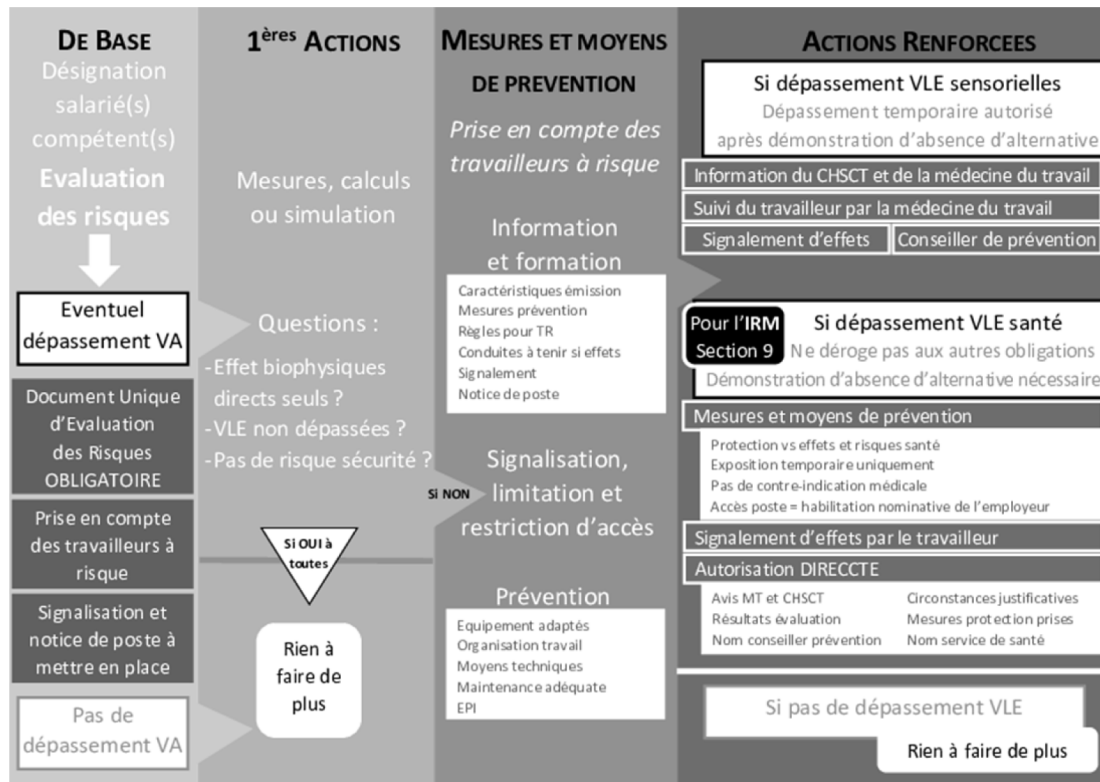 DE BASE
Désignation
salarié(s)
compétent(s)
Evaluation
des risques
Eventuel
dépassement VA
Document Unique
d'Evaluation
des Risques
OBLIGATOIRE
Prise en compte
des travailleurs à
risque
Signalisation et
notice de poste à
mettre en place
Pas de
dépassement VA
1ères ACTIONS
Mesures, calculs
ou simulation
Questions :
-Effet biophysiques
directs seuls ?
-VLE non dépassées ?
-Pas de risque sécurité ?
Si NON
Si OUI à
toutes
Rien à
faire de
plus
MESURES ET MOYENS
DE PREVENTION
Prise en compte des
travailleurs à risque
Information
et formation
Caractéristiques émission
Mesures prévention
Règles pour TR
Conduites à tenir si effets
Signalement
Notice de poste
Signalisation,
limitation et
restriction d'accès
Prévention
Equipement adaptés
Organisation travail
Moyens techniques
Maintenance adéquate
EPI
ACTIONS RENFORCEES
Si dépassement VLE sensorielles
Dépassement temporaire autorisé
après démonstration d'absence d'alternative
Information du CHSCT et de la médecine du travail
Suivi du travailleur par la médecine du travail
Signalement d'effets
Conseiller de prévention
Pour l'IRM
Section 9
Si dépassement VLE santé
Ne déroge pas aux autres obligations
Démonstration d'absence d'alternative nécessaire
Mesures et moyens de prévention
Protection vs effets et risques santé
Exposition temporaire uniquement
Pas de contre-indication médicale
Accès poste = habilitation nominative de l'employeur
Signalement d'effets par le travailleur
Autorisation DIRECCTE
Avis MT et CHSCT
Résultats évaluation
Nom conseiller prévention
Circonstances justificatives
Mesures protection prises
Nom service de santé
Si pas de dépassement VLE
Rien à faire de plus